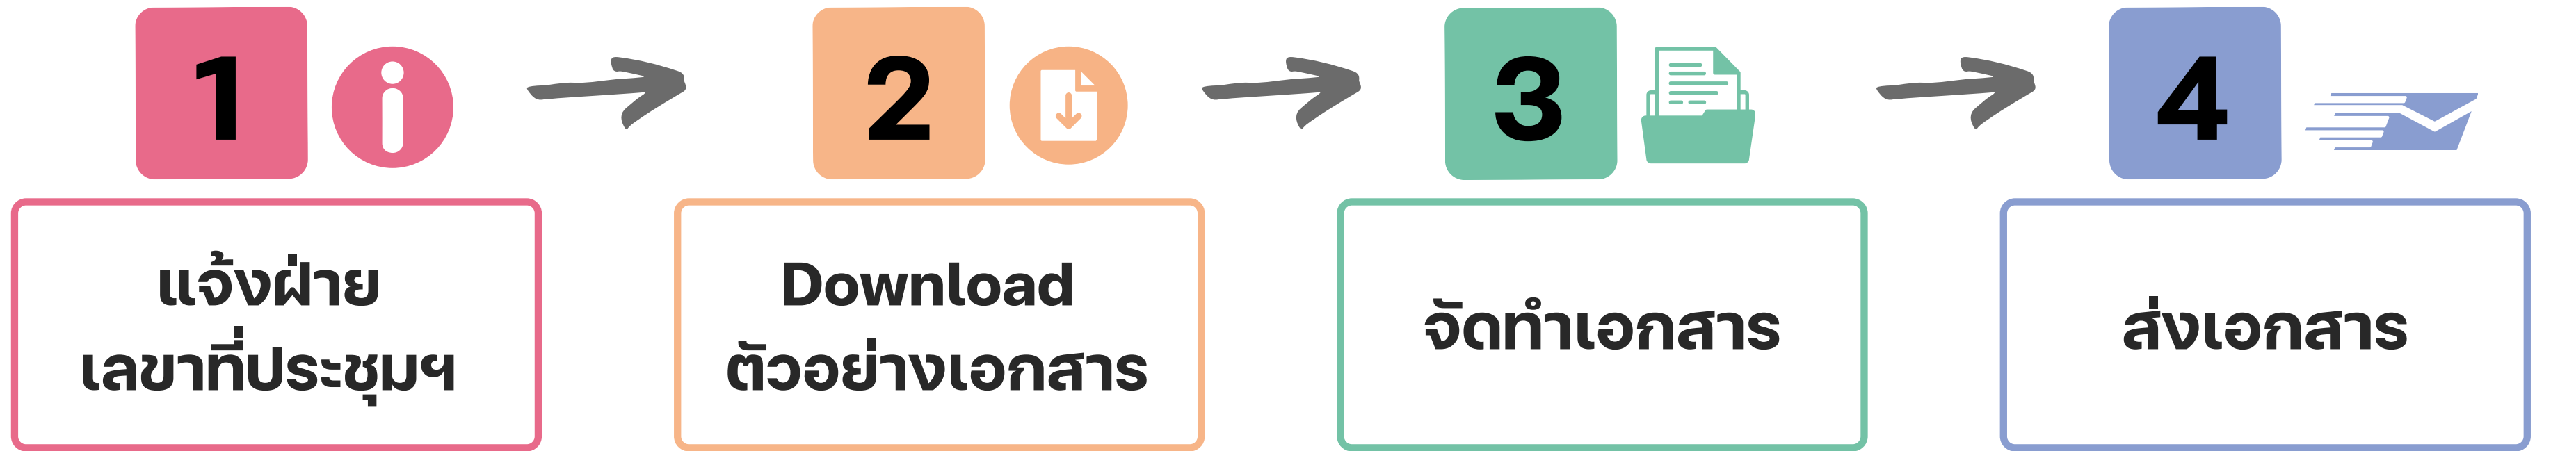 1
แจ้งฝ่าย
เลขาที่ประชุมฯ
2
Download
ตัวอย่างเอกสาร
3
จัดทำเอกสาร
4
ส่งเอกสาร